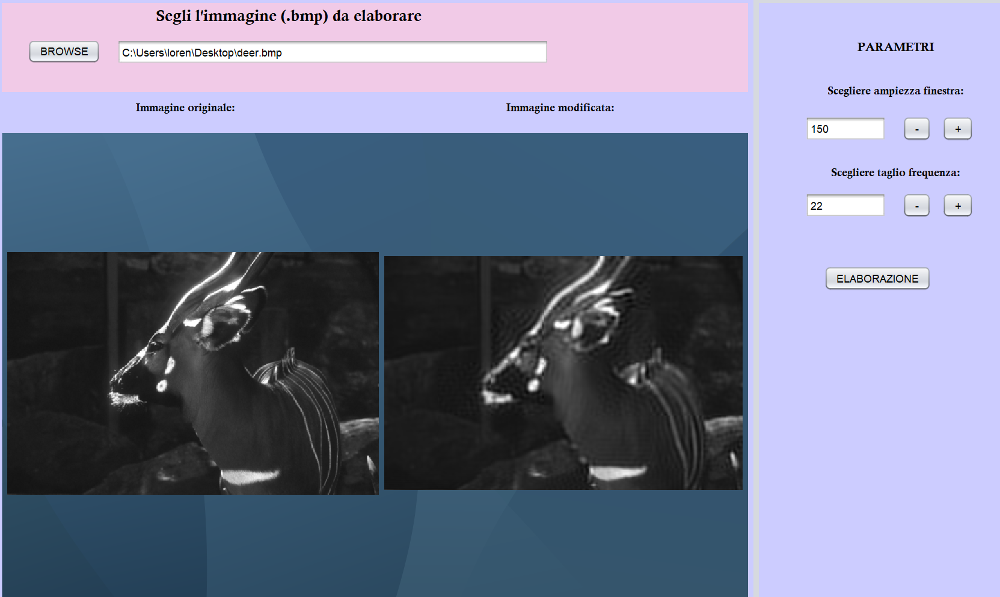 Segli l'immagine (.bmp) da elaborare
BROWSE
C:\Users\loren\Desktop\deer.bmp
Immagine originale:
Immagine modificata:
PARAMETRI
Scegliere ampiezza finestra:
150
-
+
Scegliere taglio frequenza:
22
-
+
ELABORAZIONE